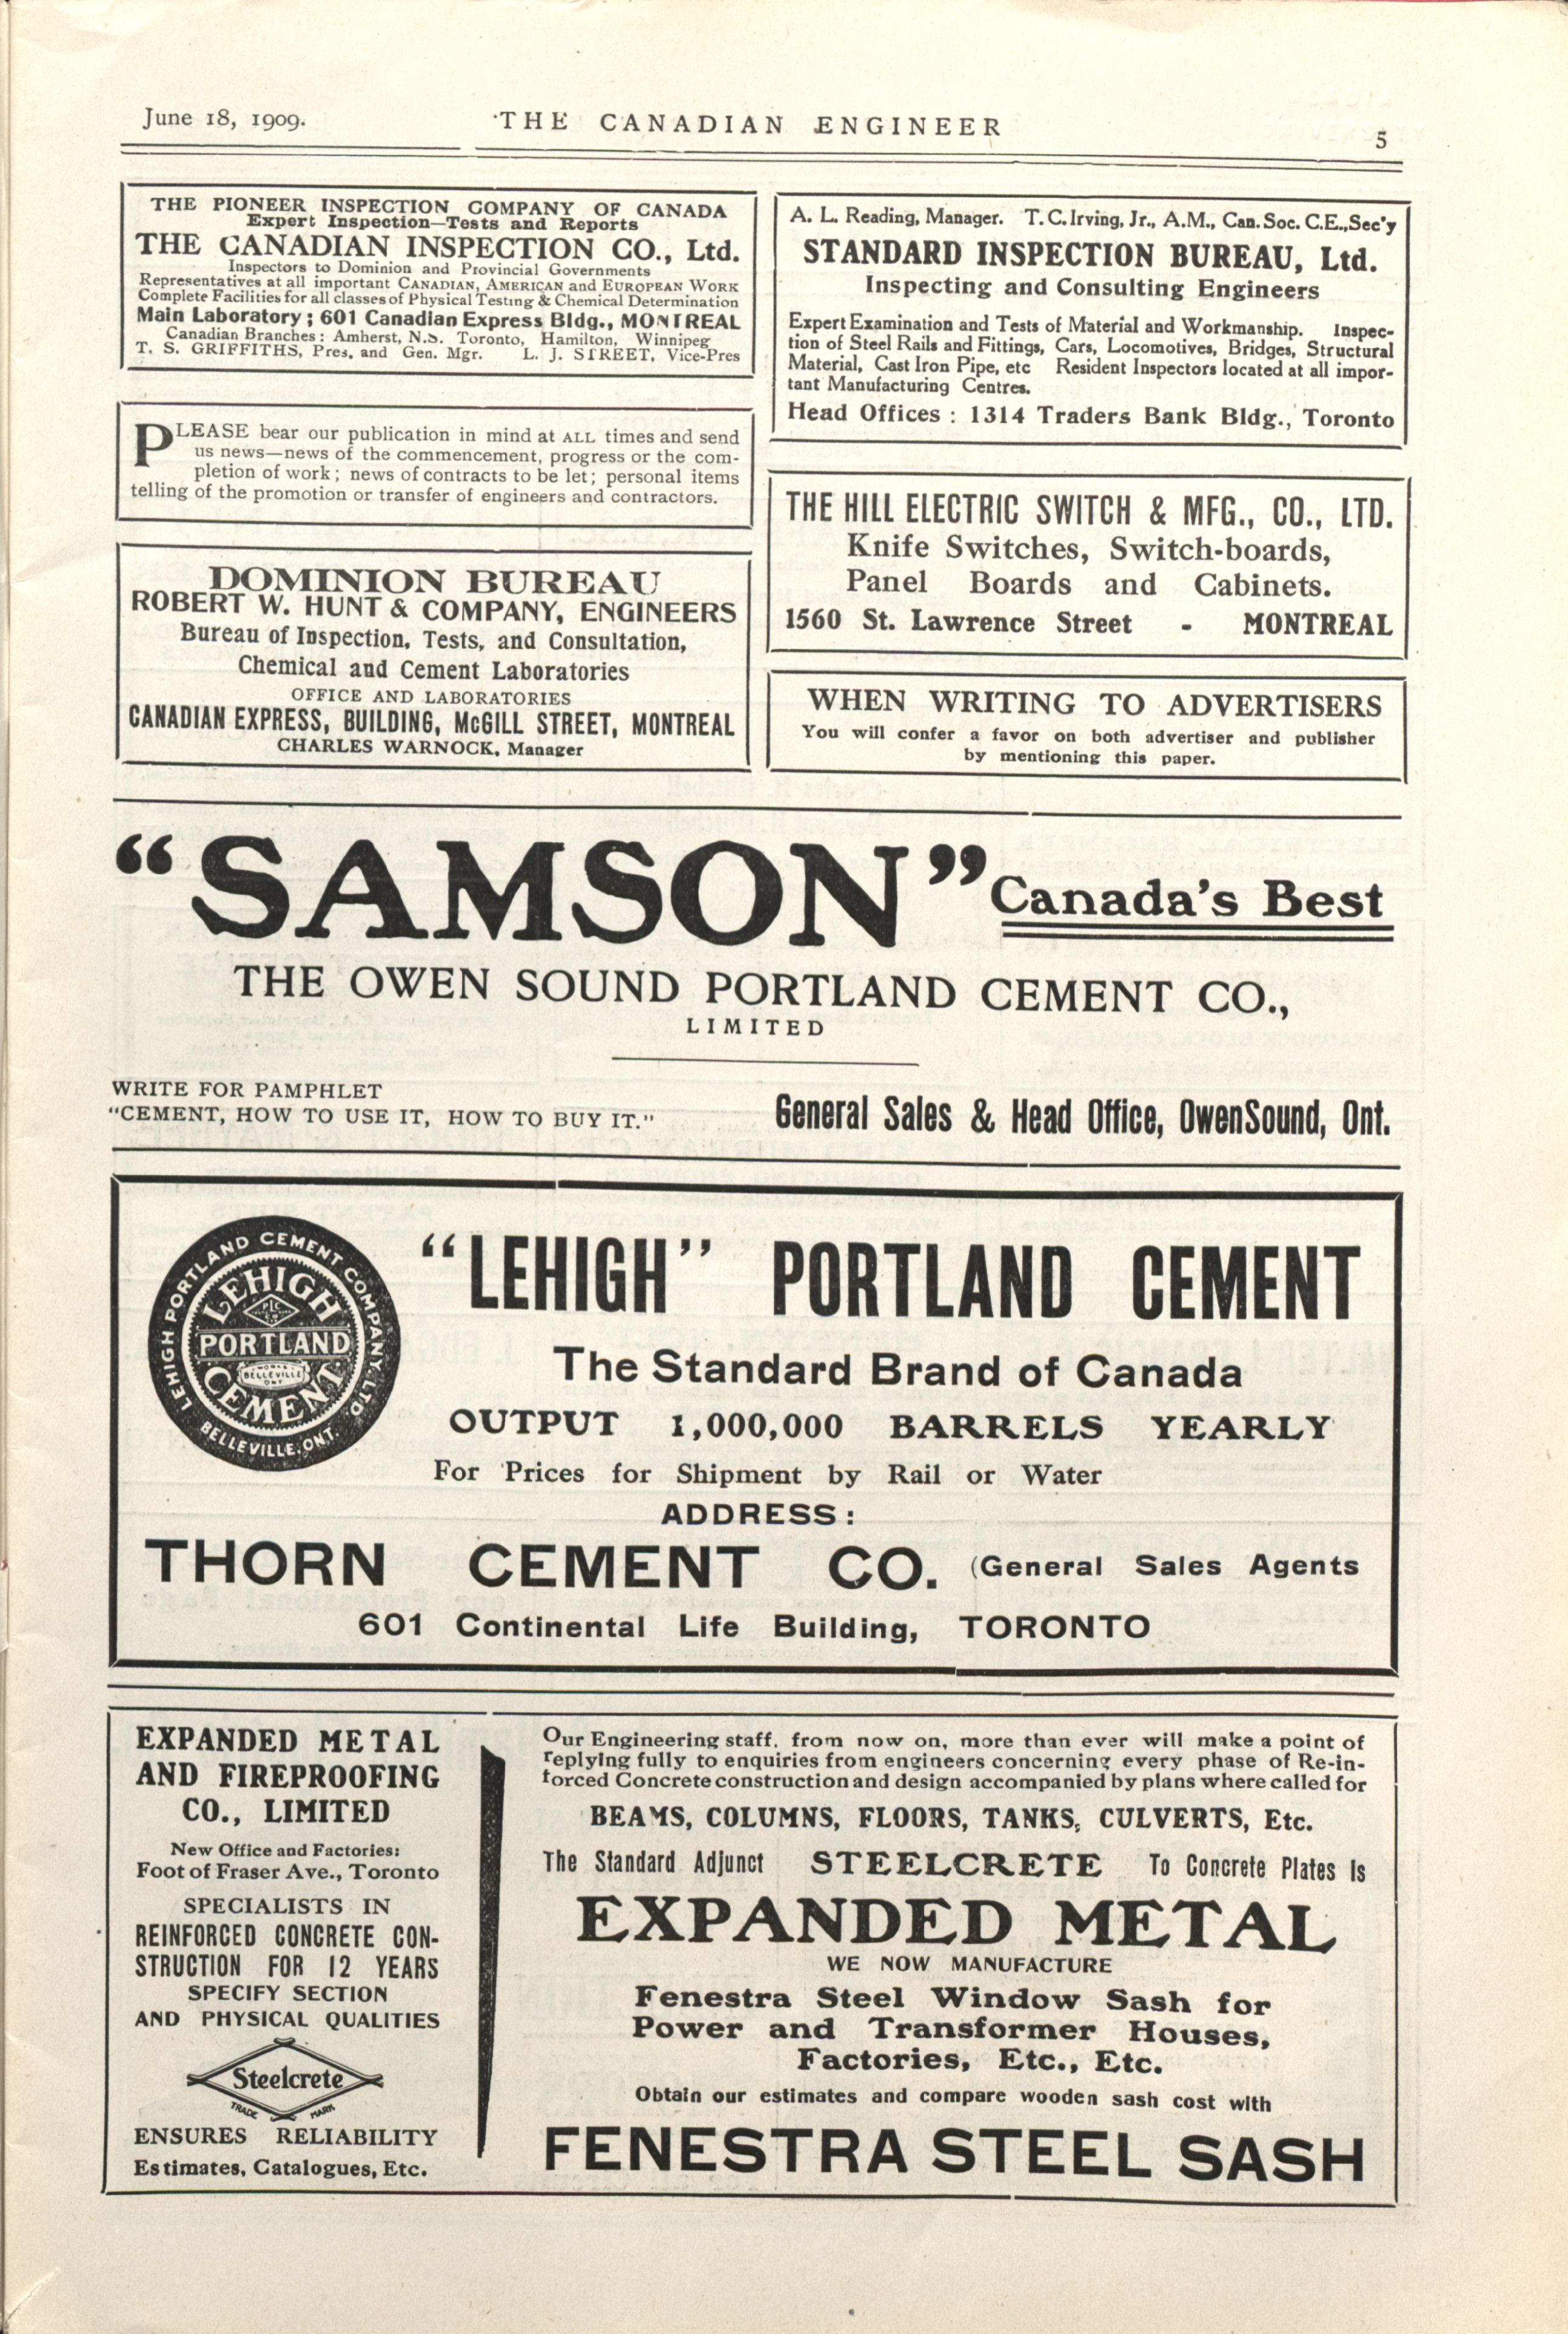 June 18, 1909.
THE CANADIAN ENGINEER
5
THE PIONEER INSPECTION COMPANY OF CANADA
Expert Inspection—Tests and Reports
THE CANADIAN INSPECTION CO., Ltd.
Inspectors to Dominion and Provincial Governments
Representatives at all important CANADIAN, AMERICAN and EUROPEAN WORK
Complete Facilities for all classes of Physical Testing & Chemical Determination
Main Laboratory; 601 Canadian Express Bldg., MONTREAL
Canadian Branches: Amherst, N.S. Toronto, Hamilton, Winnipeg
T. S. GRIFFITHS, Pres, and Gen. Mgr. L. J. STREET, Vice-Pres
PLEASE bear our publication in mind at ALL times and send
us news—news of the commencement, progress or the com-
pletion of work; news of contracts to be let; personal items
telling of the promotion or transfer of engineers and contractors.
DOMINION BUREAU
ROBERT W. HUNT & COMPANY, ENGINEERS
Bureau of Inspection, Tests, and Consultation,
Chemical and Cement Laboratories
OFFICE AND LABORATORIES
CANADIAN EXPRESS, BUILDING, McGILL STREET, MONTREAL
CHARLES WARNOCK, Manager
A. L. Reading, Manager. T. C. Irving, Jr., A.M., Can. Soc. C.E., Sec'y
STANDARD INSPECTION BUREAU, Ltd.
Inspecting and Consulting Engineers
Expert Examination and Tests of Material and Workmanship. Inspec-
tion of Steel Rails and Fittings, Cars, Locomotives, Bridges, Structural
Material, Cast Iron Pipe, etc Resident Inspectors located at all impor-
tant Manufacturing Centres.
Head Offices : 1314 Traders Bank Bldg., Toronto
THE HILL ELECTRIC SWITCH & MFG., CO., LTD.
Knife Switches, Switch-boards,
Panel Boards and Cabinets.
1560 St. Lawrence Street - MONTREAL
WHEN WRITING TO ADVERTISERS
You will confer a favor on both advertiser and publisher
by mentioning this paper.
"SAMSON" Canada's Best
THE OWEN SOUND PORTLAND CEMENT CO.,
LIMITED
WRITE FOR PAMPHLET
"CEMENT, HOW TO USE IT, HOW TO BUY IT."
General Sales & Head Office, Owen Sound, Ont.
LEHIGH PORTLAND CEMENT COMPANY. LTD
BELLEVILLE. ONT.
LEHIGH
PORTLAND
BELLEVILLE
ONT
CEMENT
"LEHIGH" PORTLAND CEMENT
The Standard Brand of Canada
OUTPUT 1,000,000 BARRELS YEARLY
For Prices for Shipment by Rail or Water
ADDRESS:
THORN CEMENT CO. (General Sales Agents
601 Continental Life Building, TORONTO
EXPANDED METAL
AND FIREPROOFING
CO., LIMITED
New Office and Factories:
Foot of Fraser Ave., Toronto
SPECIALISTS IN
REINFORCED CONCRETE CON-
STRUCTION FOR 12 YEARS
SPECIFY SECTION
AND PHYSICAL QUALITIES
Steelcrete
TRADE MARK
ENSURES RELIABILITY
Estimates, Catalogues, Etc.
Our Engineering staff, from now on, more than ever will make a point of
replying fully to enquiries from engineers concerning every phase of Re-in-
forced Concrete construction and design accompanied by plans where called for
BEAMS, COLUMNS, FLOORS, TANKS, CULVERTS, Etc.
The Standard Adjunct STEELCRETE To Concrete Plates Is
EXPANDED METAL
WE NOW MANUFACTURE
Fenestra Steel Window Sash for
Power and Transformer Houses,
Factories, Etc., Etc.
Obtain our estimates and compare wooden sash cost with
FENESTRA STEEL SASH